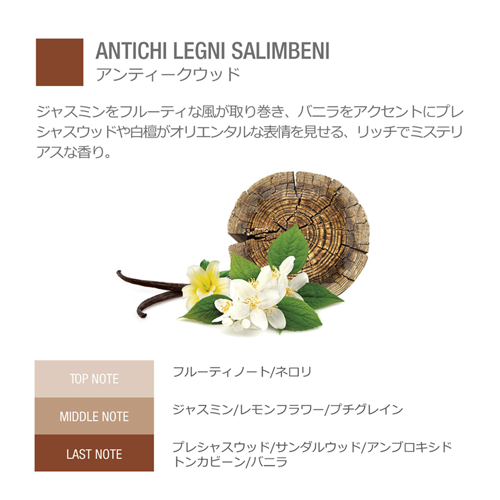 ANTICHI LEGNI SALIMBENI
アンティークウッド
ジャスミンをフルーティな風が取り巻き、バニラをアクセントにプレ
シャスウッドや白檀がオリエンタルな表情を見せる、リッチでミステリ
アスな香り。
TOP NOTE
フルーティノート/ネロリ
MIDDLE NOTE
ジャスミン/レモンフラワー/プチグレイン
LAST NOTE
プレシャスウッド/サンダルウッド/アンブロキシド
トンカビーン/バニラ